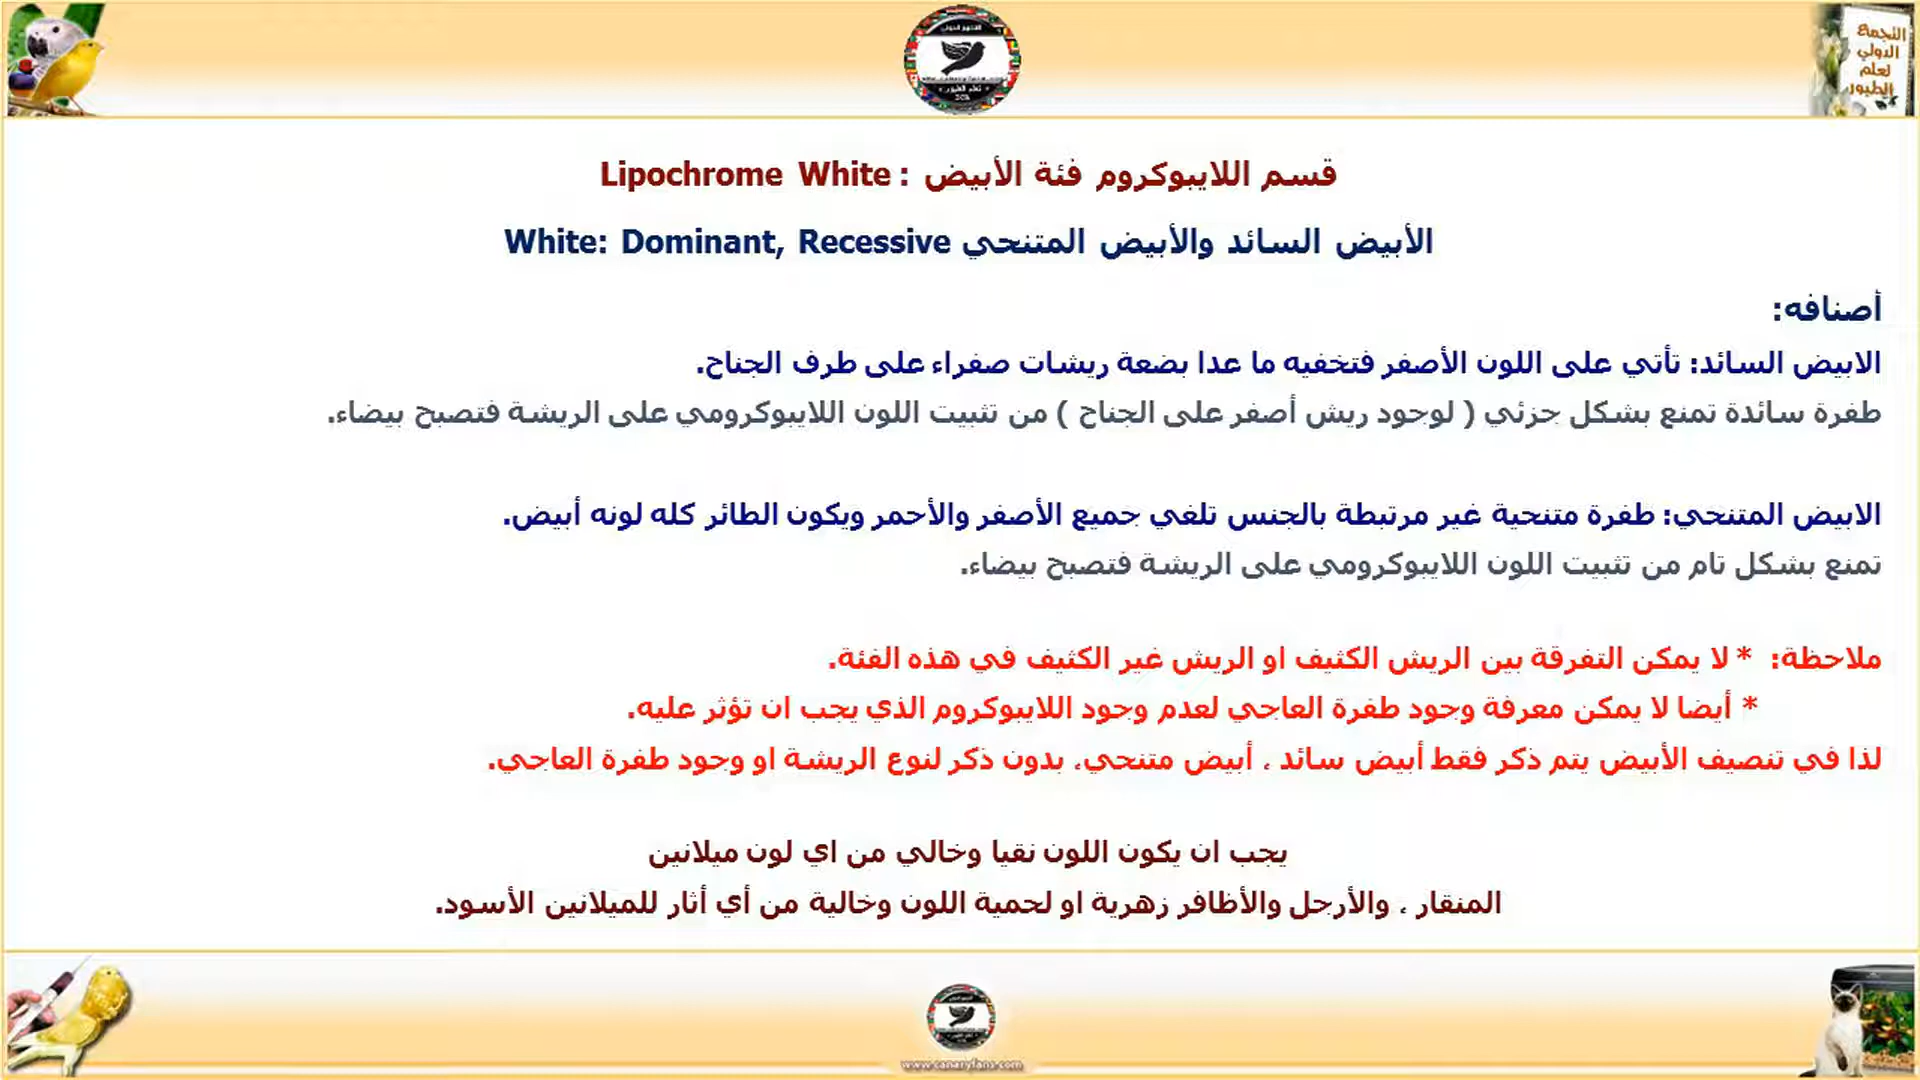 التجمع
الدولي
لعلم
الطيور
قسم اللايبوكروم فئة الأبيض : Lipochrome White
الأبيض السائد والأبيض المتنحي White: Dominant, Recessive
أصنافه:
الابيض السائد: تأتي على اللون الأصفر فتخفيه ما عدا بضعة ريشات صفراء على طرف الجناح.
طفرة سائدة تمنع بشكل جزئي ( لوجود ريش أصفر على الجناح ) من تثبيت اللون اللايبوكرومي على الريشة فتصبح بيضاء.
الابيض المتنحي: طفرة متنحية غير مرتبطة بالجنس تلغي جميع الأصفر والأحمر ويكون الطائر كله لونه أبيض.
تمنع بشكل تام من تثبيت اللون اللايبوكرومي على الريشة فتصبح بيضاء.
ملاحظة: * لا يمكن التفرقة بين الريش الكثيف او الريش غير الكثيف في هذه الفئة.
* أيضا لا يمكن معرفة وجود طفرة العاجي لعدم وجود اللايبوكروم الذي يجب ان تؤثر عليه.
لذا في تنصيف الأبيض يتم ذكر فقط أبيض سائد ، أبيض متنحي، بدون ذكر لنوع الريشة او وجود طفرة العاجي.
يجب ان يكون اللون نقيا وخالي من اي لون ميلانين
المنقار ، والأرجل والأظافر زهرية او لحمية اللون وخالية من أي أثار للميلانين الأسود.
www.canaryfans.com